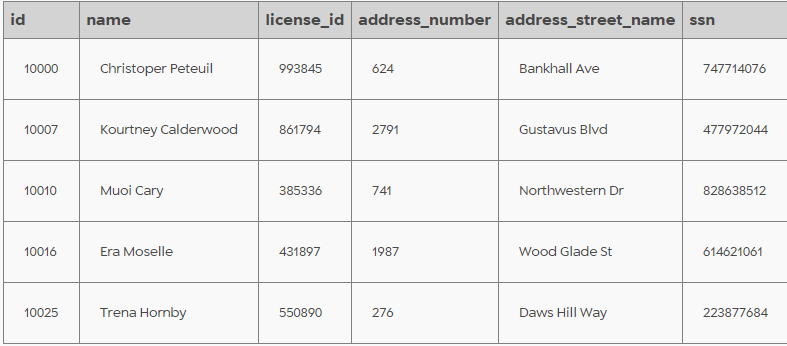 id name license_id address_number address_street_name ssn
10000 Christoper Peteuil 993845 624 Bankhall Ave 747714076
10007 Kourtney Calderwood 861794 2791 Gustavus Blvd 477972044
10010 Muoi Cary 385336 741 Northwestern Dr 828638512
10016 Era Moselle 431897 1987 Wood Glade St 614621061
10025 Trena Hornby 550890 276 Daws Hill Way 223877684